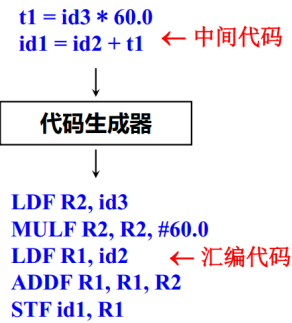 t1 = id3 * 60.0
id1 = id2 + t1
← 中间代码
代码生成器
LDF R2, id3
MULF R2, R2, #60.0
LDF R1, id2
← 汇编代码
ADDF R1, R1, R2
STF id1, R1